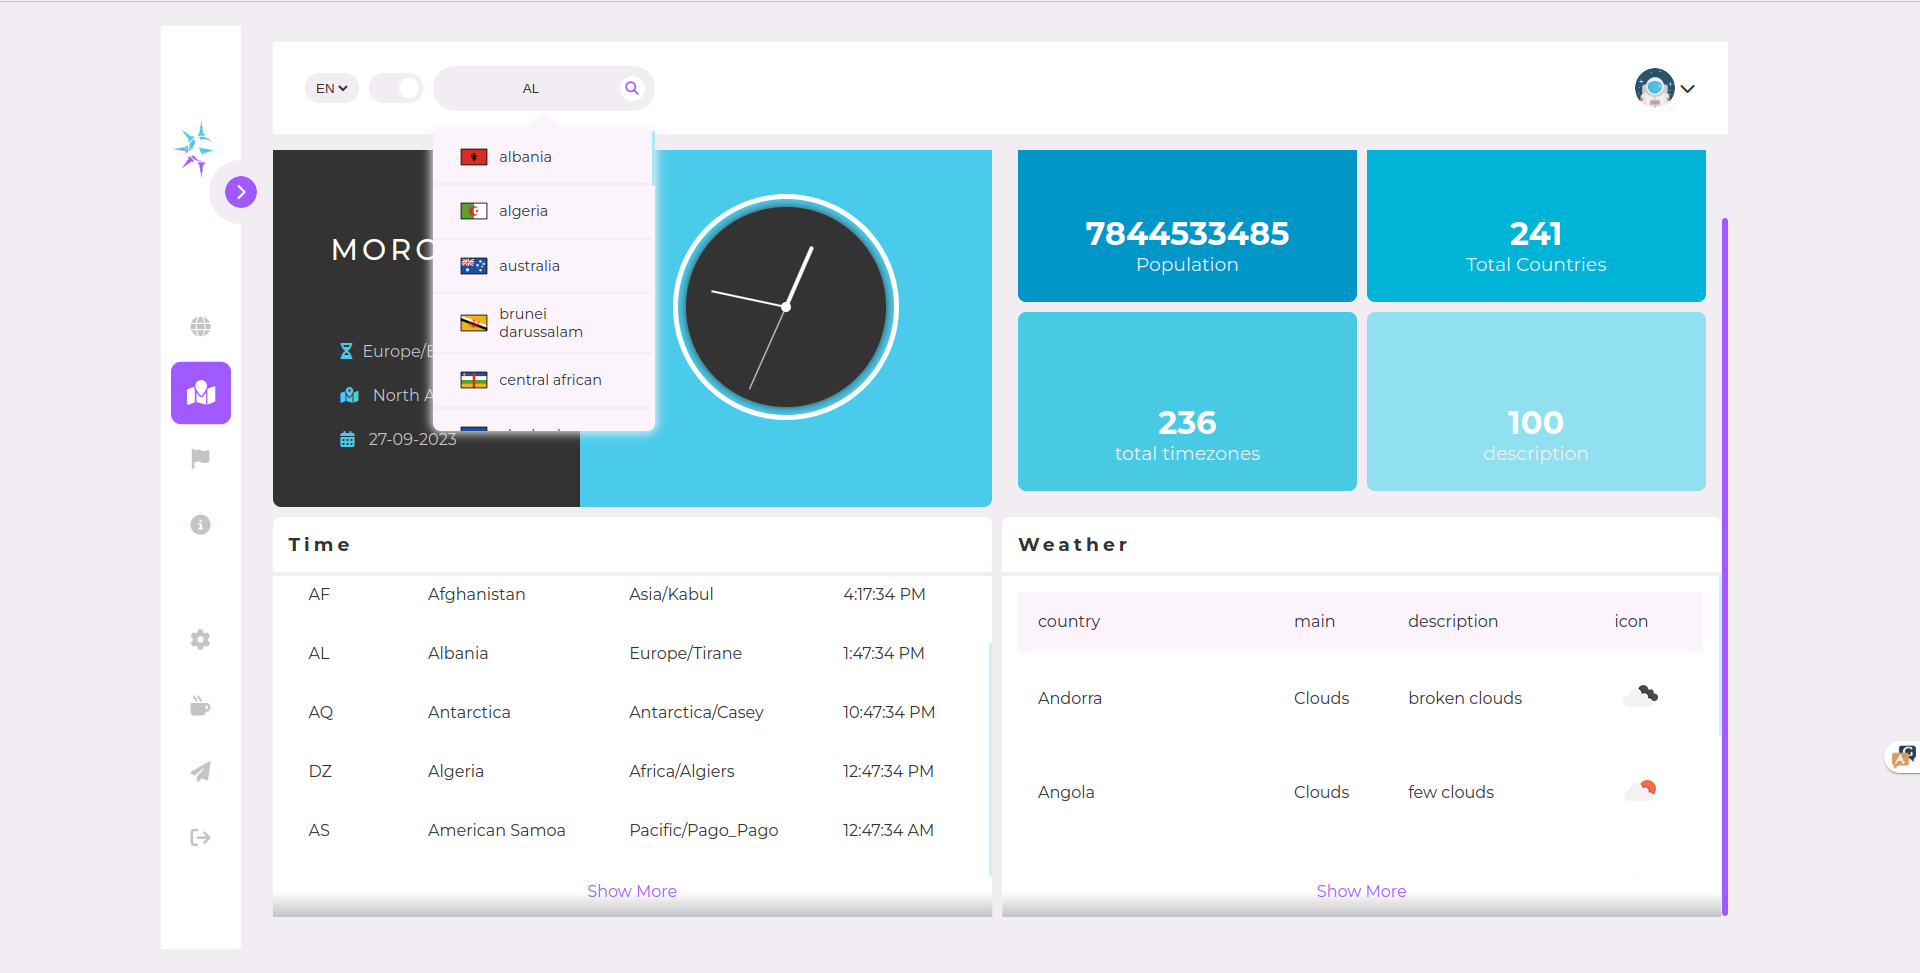 EN
AL
albania
algeria
australia
brunei
darussalam
central african
MORO
Europe/
North A
27-09-2023
7844533485
Population
241
Total Countries
236
total timezones
100
description
Time
AF Afghanistan Asia/Kabul 4:17:34 PM
AL Albania Europe/Tirane 1:47:34 PM
AQ Antarctica Antarctica/Casey 10:47:34 PM
DZ Algeria Africa/Algiers 12:47:34 PM
AS American Samoa Pacific/Pago_Pago 12:47:34 AM
Show More
Weather
country main description icon
Andorra Clouds broken clouds
Angola Clouds few clouds
Show More